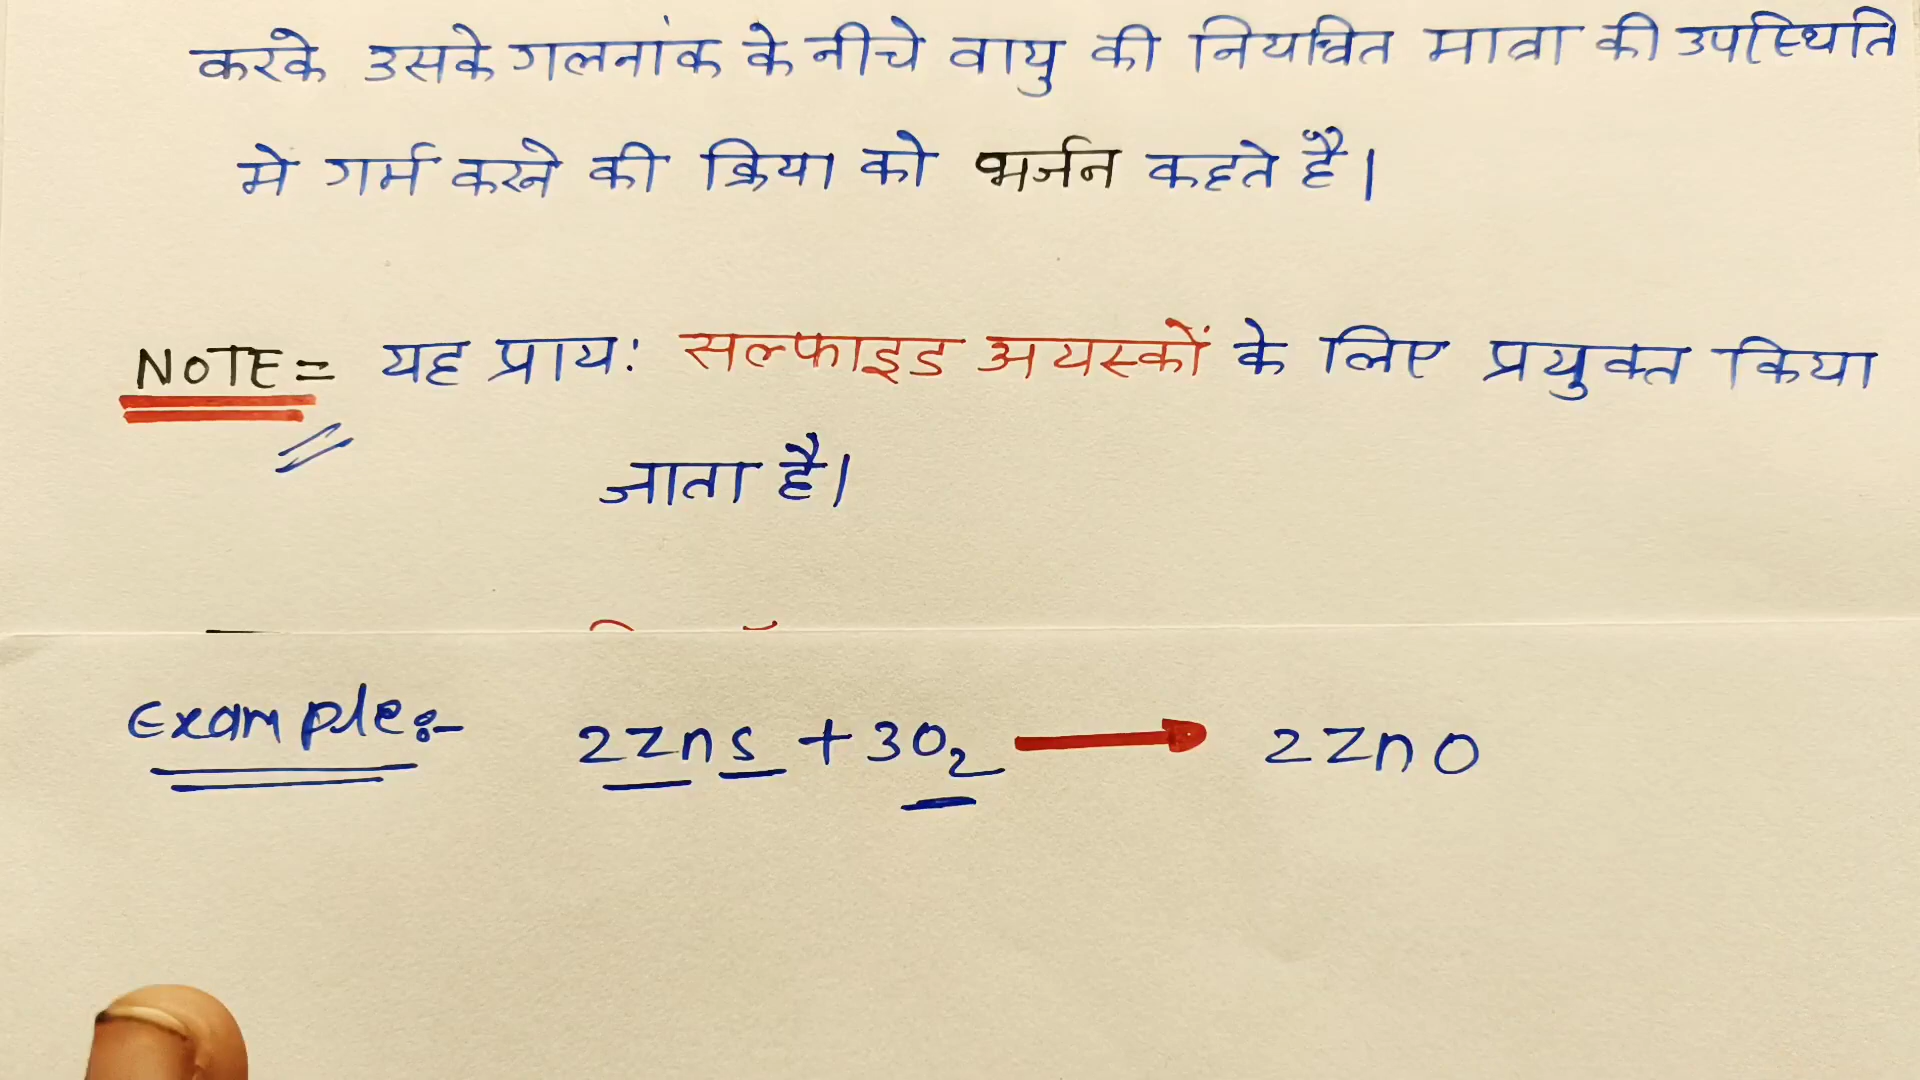 करके उसके गलनांक के नीचे वायु की नियन्त्रित मात्रा की उपस्थिति
मे गर्म करने की क्रिया को भर्जन कहते है।
NOTE= यह प्राय: सल्फाइड अयस्कों के लिए प्रयुक्त किया
जाता है।
Example:- 2ZnS + 3O₂ → 2ZnO